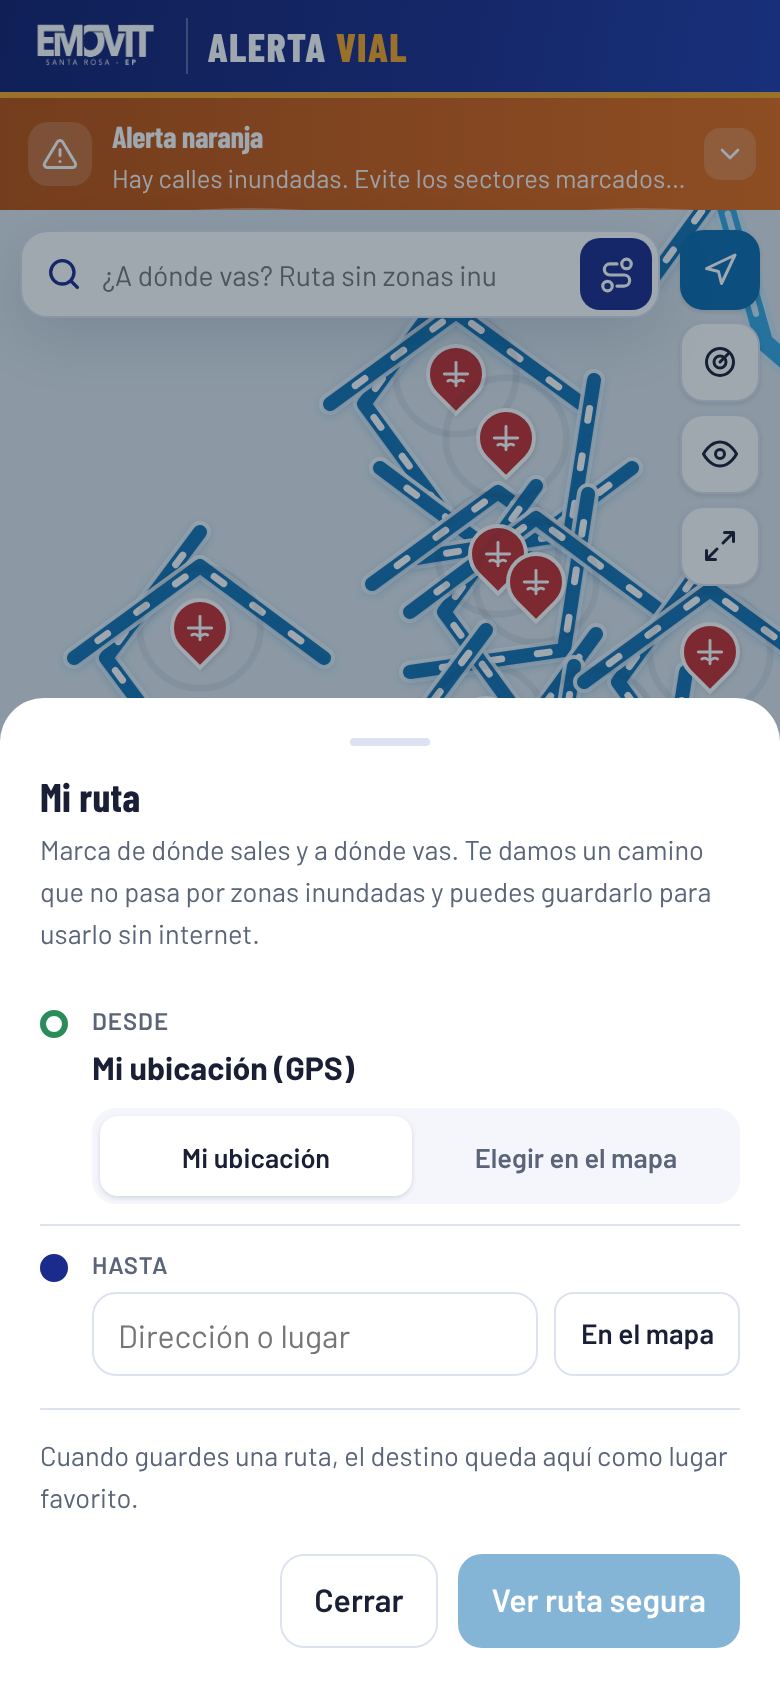 EMOVIT
SANTA ROSA - EP
ALERTA VIAL
Alerta naranja
Hay calles inundadas. Evite los sectores marcados...
¿A dónde vas? Ruta sin zonas inu
Mi ruta
Marca de dónde sales y a dónde vas. Te damos un camino
que no pasa por zonas inundadas y puedes guardarlo para
usarlo sin internet.
DESDE
Mi ubicación (GPS)
Mi ubicación
Elegir en el mapa
HASTA
Dirección o lugar
En el mapa
Cuando guardes una ruta, el destino queda aquí como lugar
favorito.
Cerrar
Ver ruta segura